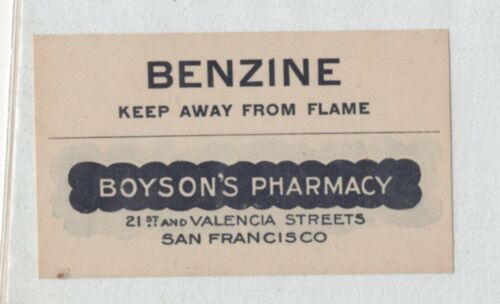 BENZINE
KEEP AWAY FROM FLAME
BOYSON'S PHARMACY
21ST AND VALENCIA STREETS
SAN FRANCISCO